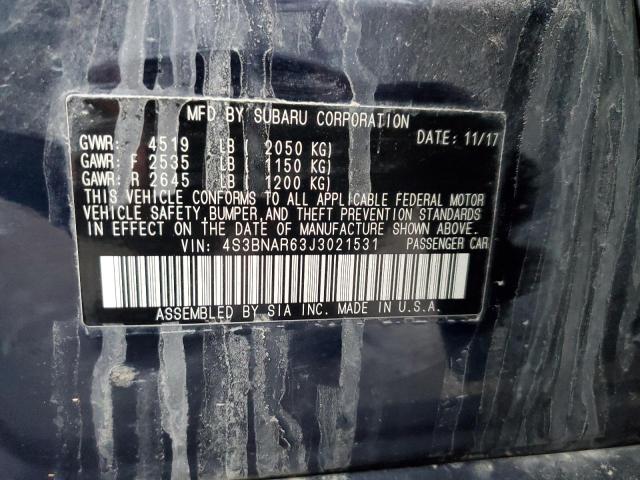 MFD BY SUBARU CORPORATION
GVWR: 4519 LB ( 2050 KG) DATE: 11/17
GAWR: F 2535 LB ( 1150 KG)
GAWR: R 2645 LB ( 1200 KG)
THIS VEHICLE CONFORMS TO ALL APPLICABLE FEDERAL MOTOR
VEHICLE SAFETY, BUMPER, AND THEFT PREVENTION STANDARDS
IN EFFECT ON THE DATE OF MANUFACTURE SHOWN ABOVE.
VIN: 4S3BNAR63J3021531 PASSENGER CAR
ASSEMBLED BY SIA INC. MADE IN U.S.A.